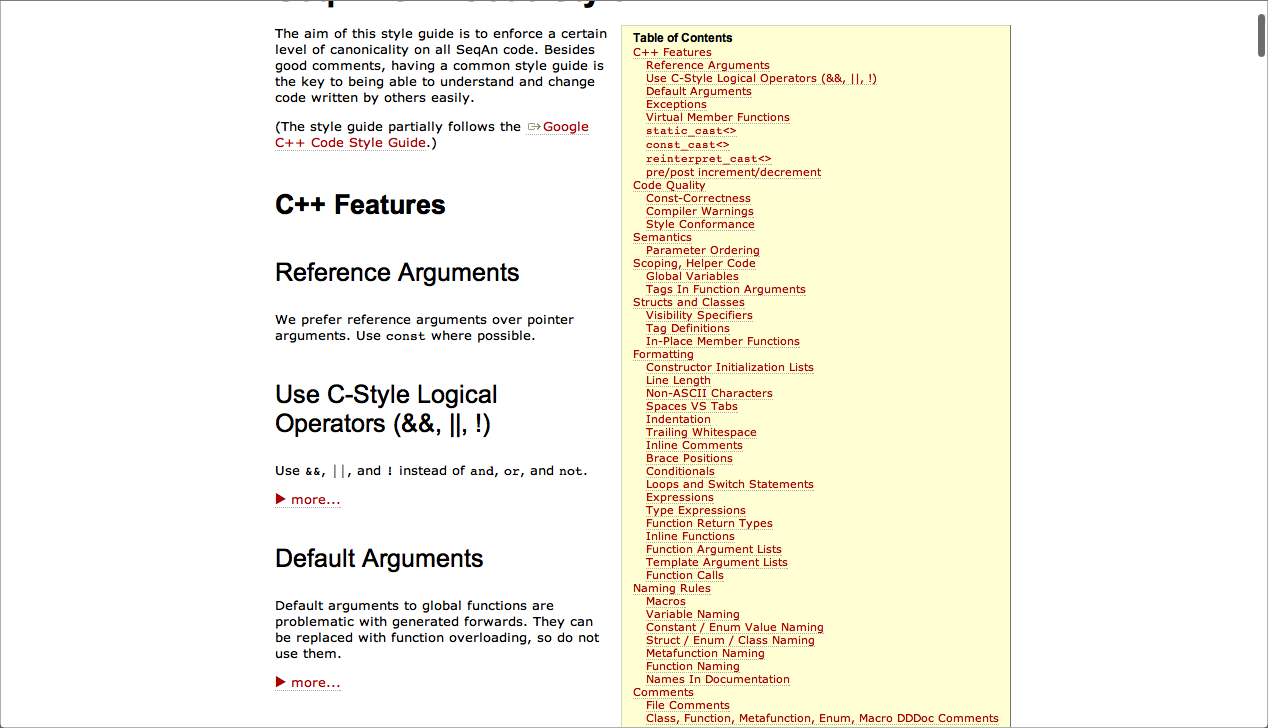 The aim of this style guide is to enforce a certain
level of canonicality on all SeqAn code. Besides
good comments, having a common style guide is
the key to being able to understand and change
code written by others easily.
(The style guide partially follows the Google
C++ Code Style Guide.)
C++ Features
Reference Arguments
We prefer reference arguments over pointer
arguments. Use const where possible.
Use C-Style Logical
Operators (&&, ||, !)
Use &&, ||, and ! instead of and, or, and not.
▶ more...
Default Arguments
Default arguments to global functions are
problematic with generated forwards. They can
be replaced with function overloading, so do not
use them.
▶ more...
Table of Contents
C++ Features
Reference Arguments
Use C-Style Logical Operators (&&, ||, !)
Default Arguments
Exceptions
Virtual Member Functions
static_cast<>
const_cast<>
reinterpret_cast<>
pre/post increment/decrement
Code Quality
Const-Correctness
Compiler Warnings
Style Conformance
Semantics
Parameter Ordering
Scoping, Helper Code
Global Variables
Tags In Function Arguments
Structs and Classes
Visibility Specifiers
Tag Definitions
In-Place Member Functions
Formatting
Constructor Initialization Lists
Line Length
Non-ASCII Characters
Spaces VS Tabs
Indentation
Trailing Whitespace
Inline Comments
Brace Positions
Conditionals
Loops and Switch Statements
Expressions
Type Expressions
Function Return Types
Inline Functions
Function Argument Lists
Template Argument Lists
Function Calls
Naming Rules
Macros
Variable Naming
Constant / Enum Value Naming
Struct / Enum / Class Naming
Metafunction Naming
Function Naming
Names In Documentation
Comments
File Comments
Class, Function, Metafunction, Enum, Macro DDDoc Comments